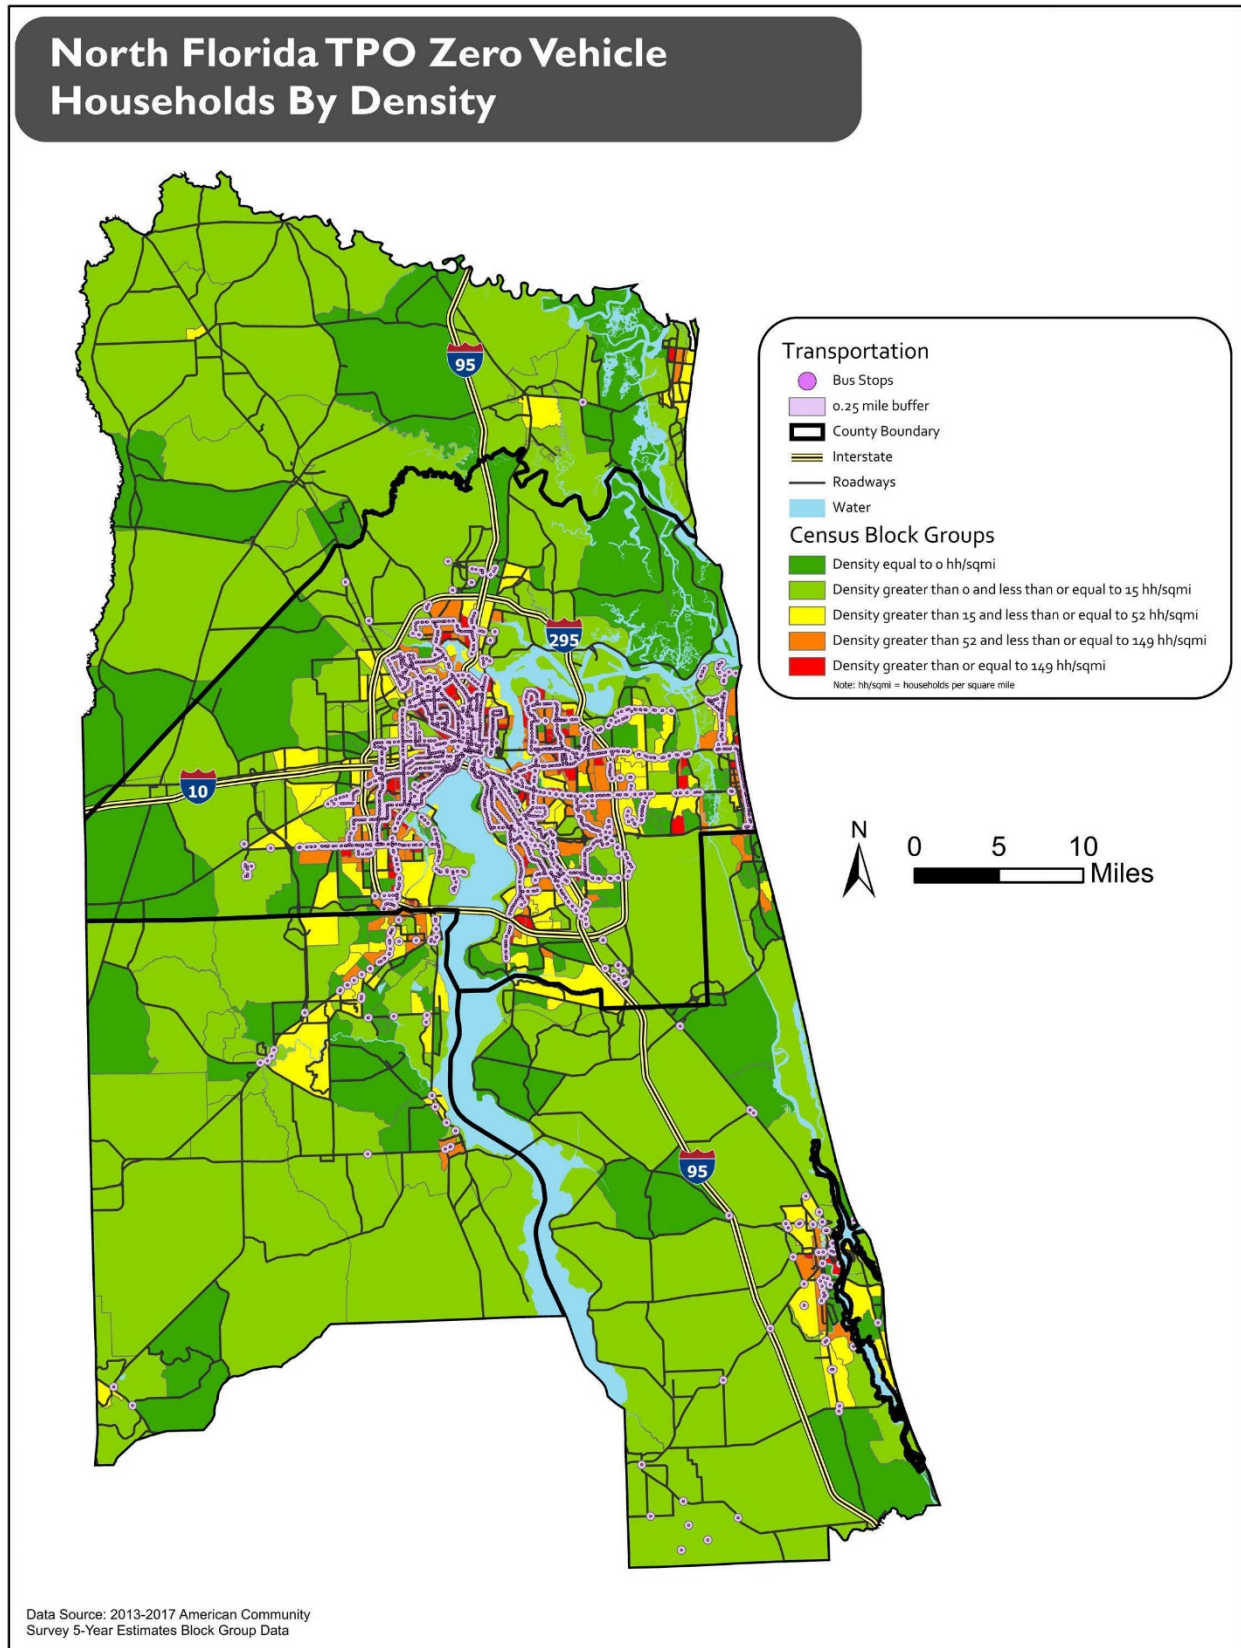 North Florida TPO Zero Vehicle
Households By Density
95
Transportation
Bus Stops
0.25 mile buffer
County Boundary
Interstate
Roadways
Water
Census Block Groups
Density equal to 0 hh/sqmi
Density greater than 0 and less than or equal to 15 hh/sqmi
Density greater than 15 and less than or equal to 52 hh/sqmi
Density greater than 52 and less than or equal to 149 hh/sqmi
Density greater than or equal to 149 hh/sqmi
Note: hh/sqmi = households per square mile
295
10
N
0 5 10
Miles
95
Data Source: 2013-2017 American Community
Survey 5-Year Estimates Block Group Data